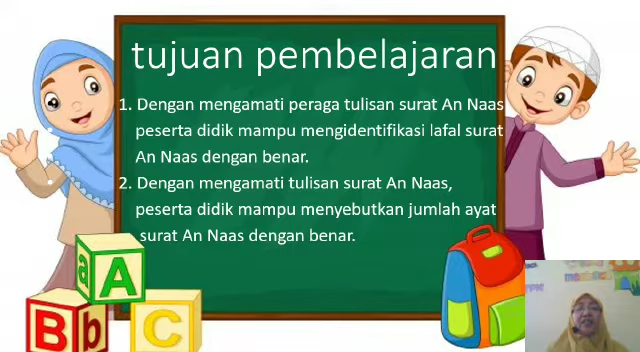 tujuan pembelajaran
1. Dengan mengamati peraga tulisan surat An Naas
peserta didik mampu mengidentifikasi lafal surat
An Naas dengan benar.
2. Dengan mengamati tulisan surat An Naas,
peserta didik mampu menyebutkan jumlah ayat
surat An Naas dengan benar.
a A
B b C